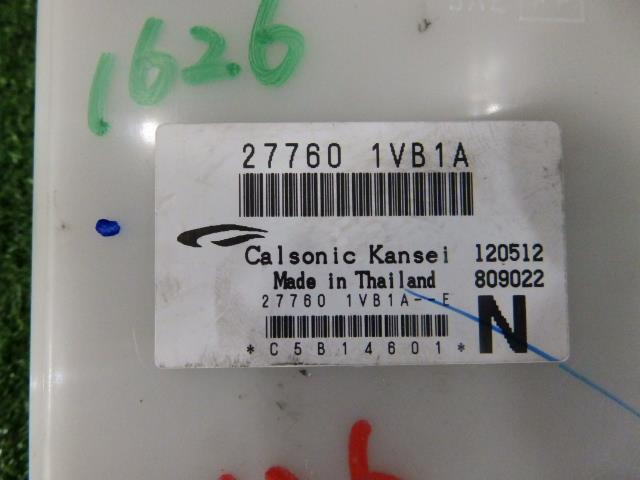 1626
27760 1VB1A
Calsonic Kansei 120512
Made in Thailand 809022
27760 1VB1A--E
N
*C5B14601*